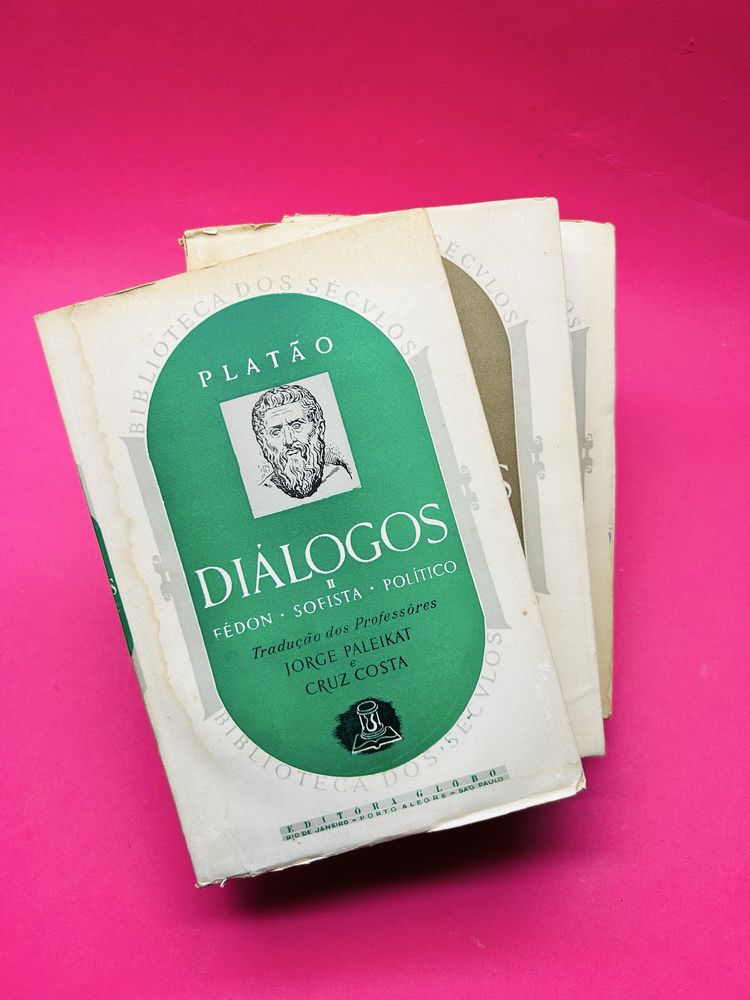 BIBLIOTECA DOS SÉCVLOS
PLATÃO
DIÁLOGOS
II
FÉDON · SOFISTA · POLÍTICO
Tradução dos Professôres
JORGE PALEIKAT
e
CRUZ COSTA
BIBLIOTECA DOS SÉCVLOS
EDITÔRA GLOBO
RIO DE JANEIRO – PORTO ALEGRE – SÃO PAULO
SÉCVLOS
S
S